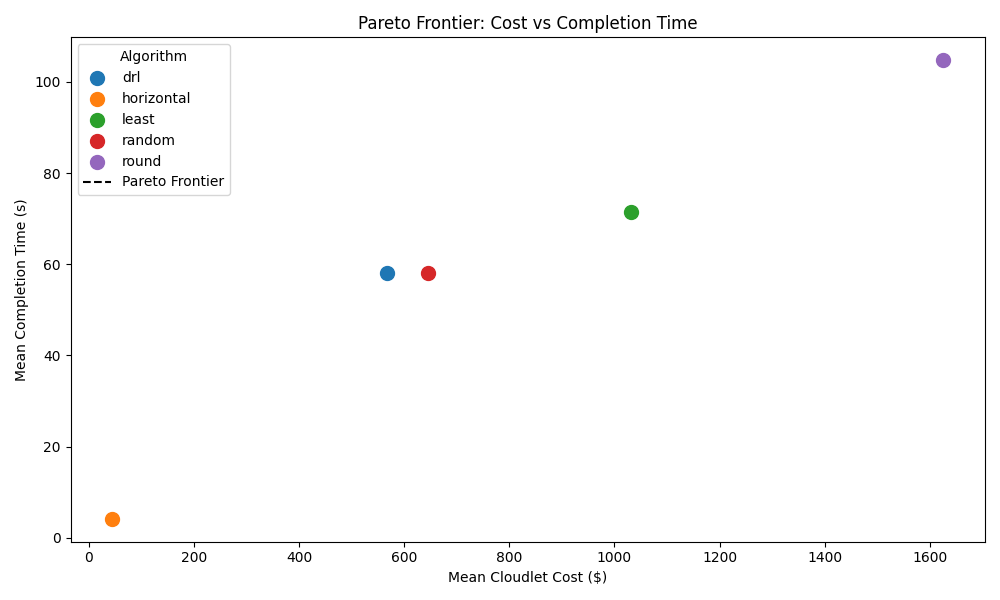 Pareto Frontier: Cost vs Completion Time
Algorithm
drl
horizontal
least
random
round
Pareto Frontier
Mean Completion Time (s)
100
80
60
40
20
0
0 200 400 600 800 1000 1200 1400 1600
Mean Cloudlet Cost ($)